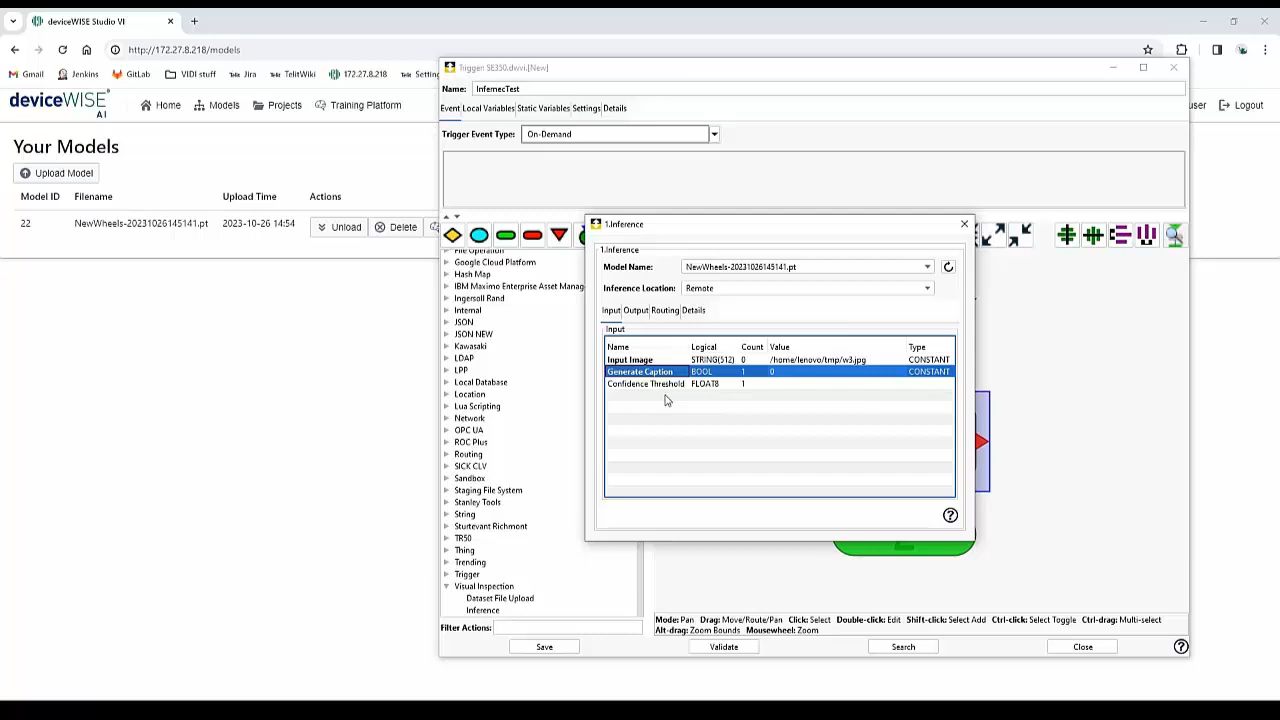 deviceWISE Studio VI
http://172.27.8.218/models
Gmail Jenkins GitLab VIDI stuff Jira TelitWiki 172.27.8.218
deviceWISE AI
Home Models Projects Training Platform
user Logout
Your Models
Upload Model
Model ID Filename Upload Time Actions
22 NewWheels-20231026145141.pt 2023-10-26 14:54 Unload Delete
Trigger: SE350.dwvi.[New]
Name: InfernecTest
Event Local Variables Static Variables Settings Details
Trigger Event Type: On-Demand
File Operation
Google Cloud Platform
Hash Map
IBM Maximo Enterprise Asset Manag
Ingersoll Rand
Internal
JSON
JSON NEW
Kawasaki
LDAP
LPP
Local Database
Location
Lua Scripting
Network
OPC UA
ROC Plus
Routing
SICK CLV
Sandbox
Staging File System
Stanley Tools
String
Sturtevant Richmont
TR50
Thing
Trending
Trigger
Visual Inspection
Dataset File Upload
Inference
Filter Actions:
1.Inference
1.Inference
Model Name: NewWheels-20231026145141.pt
Inference Location: Remote
Input Output Routing Details
Input
Name Logical Count Value Type
Input Image STRING(512) 0 /home/lenovo/tmp/w3.jpg CONSTANT
Generate Caption BOOL 1 0 CONSTANT
Confidence Threshold FLOAT8 1
Mode: Pan Drag: Move/Route/Pan Click: Select Double-click: Edit Shift-click: Select Add Ctrl-click: Select Toggle Ctrl-drag: Multi-select
Alt-drag: Zoom Bounds Mousewheel: Zoom
Save Validate Search Close